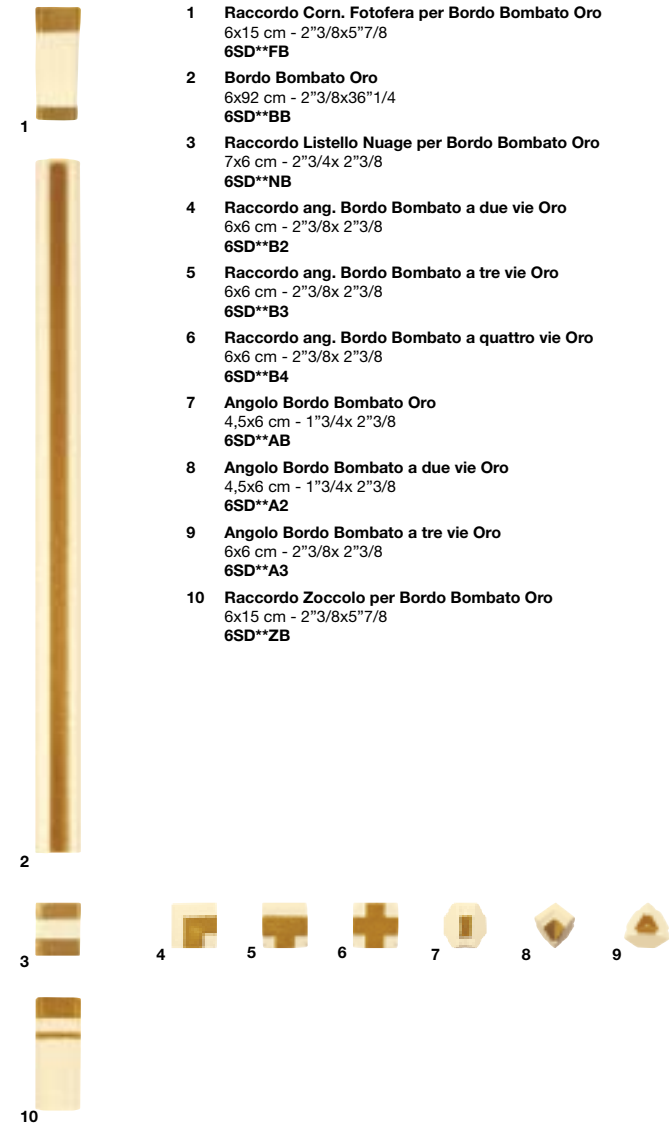 1 Raccordo Corn. Fotofera per Bordo Bombato Oro
6x15 cm - 2”3/8x5”7/8
6SD**FB
2 Bordo Bombato Oro
6x92 cm - 2”3/8x36”1/4
6SD**BB
3 Raccordo Listello Nuage per Bordo Bombato Oro
7x6 cm - 2”3/4x 2”3/8
6SD**NB
4 Raccordo ang. Bordo Bombato a due vie Oro
6x6 cm - 2”3/8x 2”3/8
6SD**B2
5 Raccordo ang. Bordo Bombato a tre vie Oro
6x6 cm - 2”3/8x 2”3/8
6SD**B3
6 Raccordo ang. Bordo Bombato a quattro vie Oro
6x6 cm - 2”3/8x 2”3/8
6SD**B4
7 Angolo Bordo Bombato Oro
4,5x6 cm - 1”3/4x 2”3/8
6SD**AB
8 Angolo Bordo Bombato a due vie Oro
4,5x6 cm - 1”3/4x 2”3/8
6SD**A2
9 Angolo Bordo Bombato a tre vie Oro
6x6 cm - 2”3/8x 2”3/8
6SD**A3
10 Raccordo Zoccolo per Bordo Bombato Oro
6x15 cm - 2”3/8x5”7/8
6SD**ZB
1
2
3 4 5 6 7 8 9
10